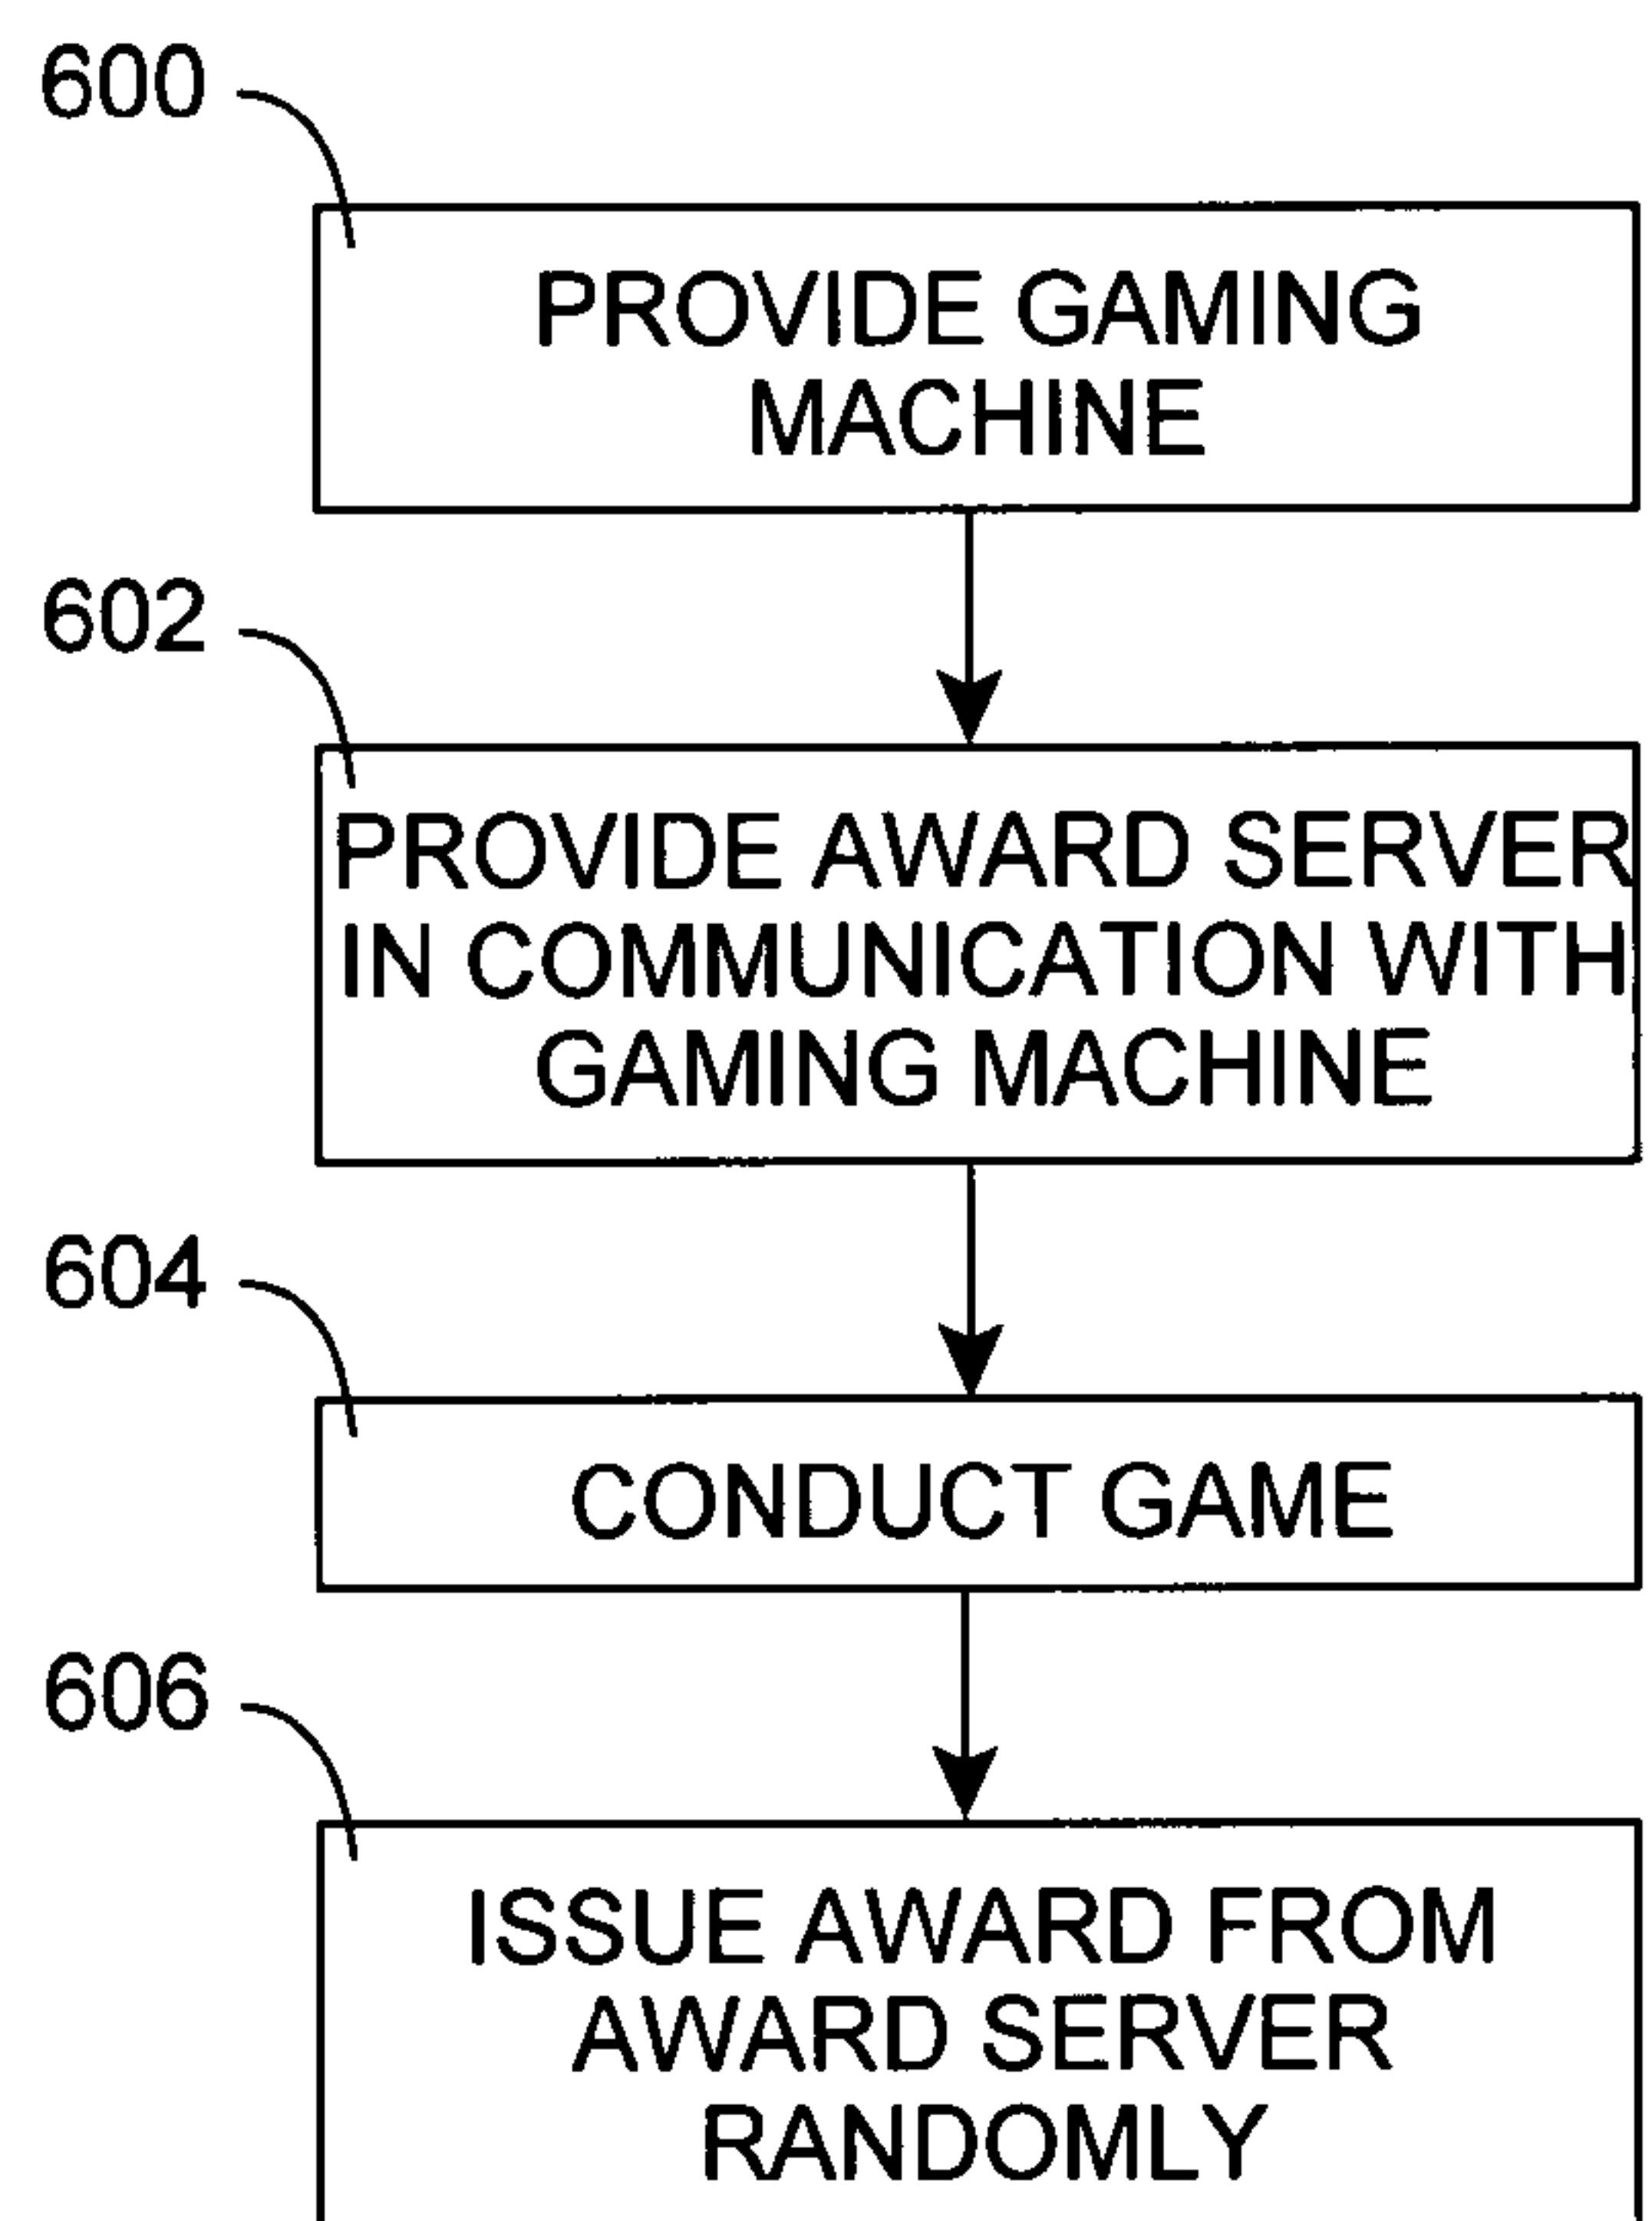 600
PROVIDE GAMING
MACHINE
602
PROVIDE AWARD SERVER
IN COMMUNICATION WITH
GAMING MACHINE
604
CONDUCT GAME
606
ISSUE AWARD FROM
AWARD SERVER
RANDOMLY